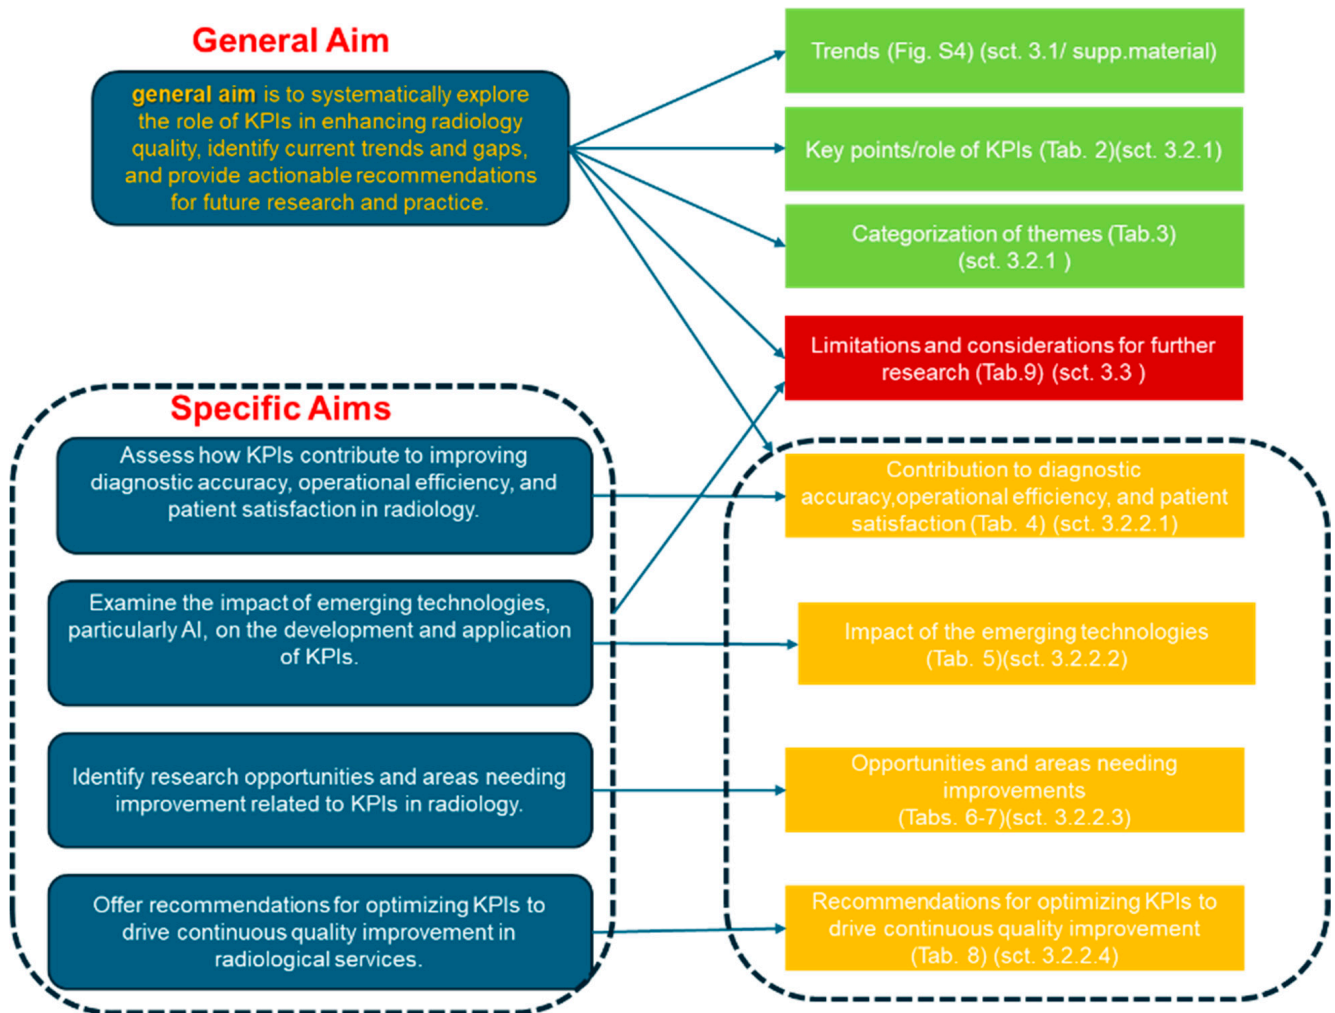 General Aim
general aim is to systematically explore
the role of KPIs in enhancing radiology
quality, identify current trends and gaps,
and provide actionable recommendations
for future research and practice.
Trends (Fig. S4) (sct. 3.1/ supp.material)
Key points/role of KPIs (Tab. 2)(sct. 3.2.1)
Categorization of themes (Tab.3)
(sct. 3.2.1 )
Limitations and considerations for further
research (Tab.9) (sct. 3.3 )
Specific Aims
Assess how KPIs contribute to improving
diagnostic accuracy, operational efficiency, and
patient satisfaction in radiology.
Examine the impact of emerging technologies,
particularly AI, on the development and application
of KPIs.
Identify research opportunities and areas needing
improvement related to KPIs in radiology.
Offer recommendations for optimizing KPIs to
drive continuous quality improvement in
radiological services.
Contribution to diagnostic
accuracy,operational efficiency, and patient
satisfaction (Tab. 4) (sct. 3.2.2.1)
Impact of the emerging technologies
(Tab. 5)(sct. 3.2.2.2)
Opportunities and areas needing
improvements
(Tabs. 6-7)(sct. 3.2.2.3)
Recommendations for optimizing KPIs to
drive continuous quality improvement
(Tab. 8) (sct. 3.2.2.4)